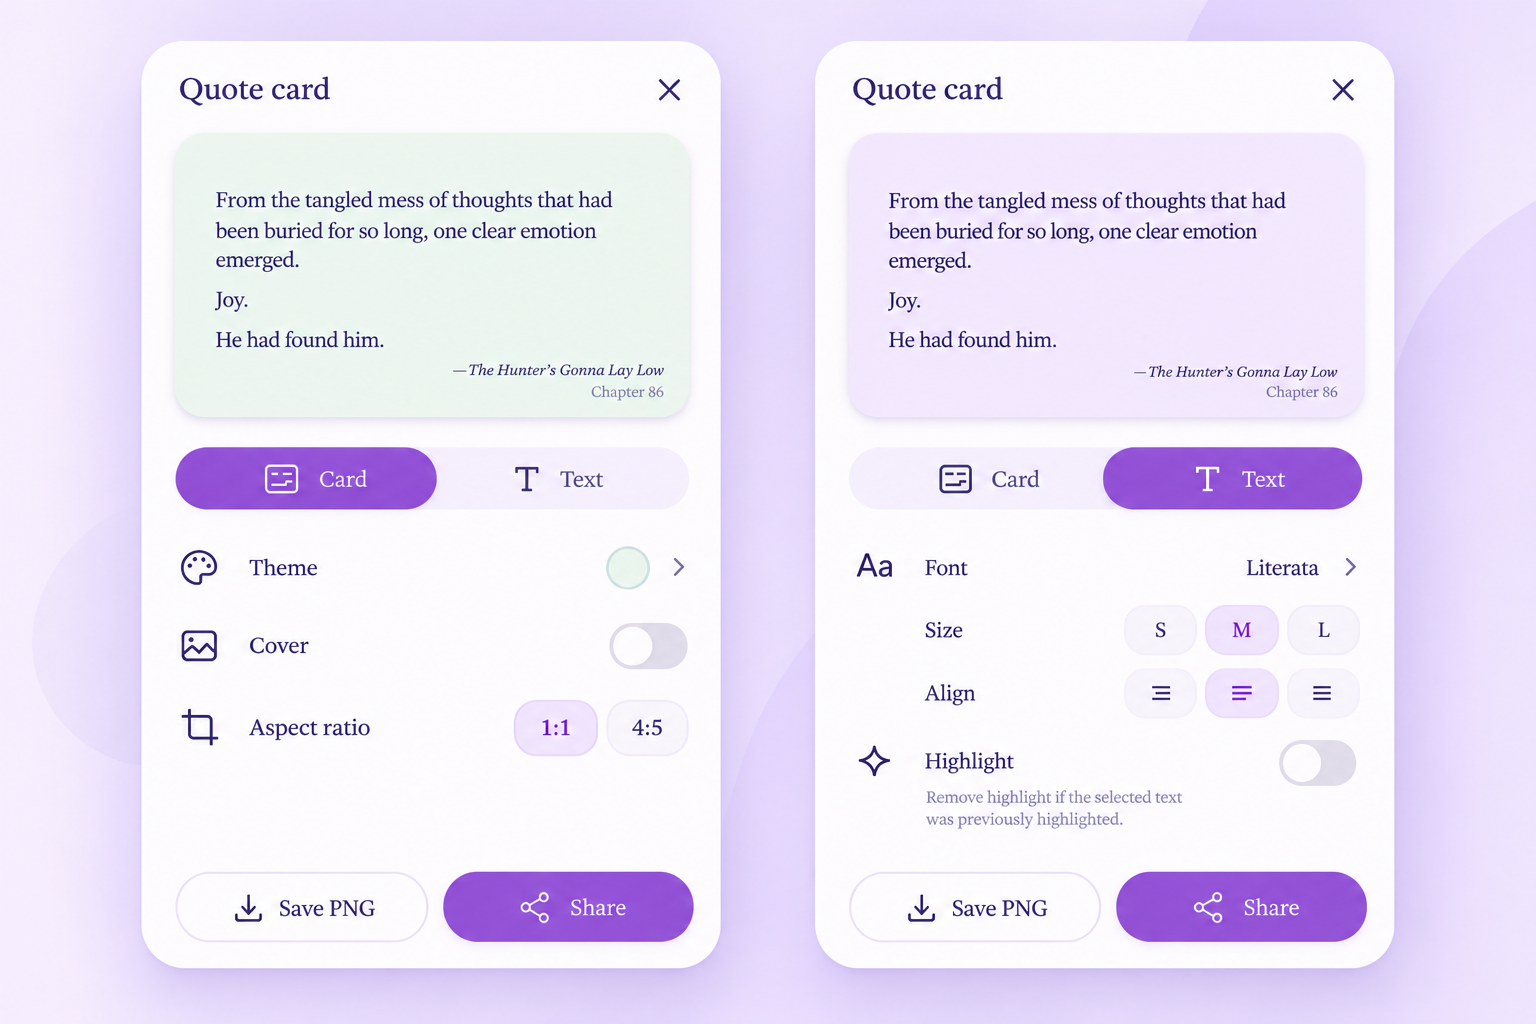 Quote card
From the tangled mess of thoughts that had
been buried for so long, one clear emotion
emerged.
Joy.
He had found him.
—The Hunter’s Gonna Lay Low
Chapter 86
Card
Text
Theme
Cover
Aspect ratio
1:1
4:5
Save PNG
Share
Quote card
From the tangled mess of thoughts that had
been buried for so long, one clear emotion
emerged.
Joy.
He had found him.
—The Hunter’s Gonna Lay Low
Chapter 86
Card
T Text
Aa Font
Literata
Size
S
M
L
Align
Highlight
Remove highlight if the selected text
was previously highlighted.
Save PNG
Share